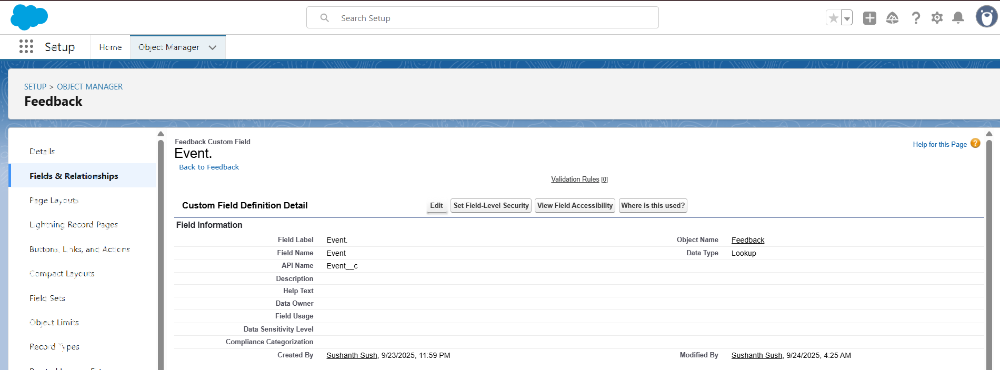 Search Setup
Setup
Home
Object Manager
SETUP > OBJECT MANAGER
Feedback
Details
Fields & Relationships
Page Layouts
Lightning Record Pages
Buttons, Links, and Actions
Compact Layouts
Field Sets
Object Limits
Record Types
Feedback Custom Field
Event.
Back to Feedback
Help for this Page
Validation Rules [0]
Custom Field Definition Detail
Edit
Set Field-Level Security
View Field Accessibility
Where is this used?
Field Information
Field Label Event.
Object Name Feedback
Field Name Event
Data Type Lookup
API Name Event__c
Description
Help Text
Data Owner
Field Usage
Data Sensitivity Level
Compliance Categorization
Created By Sushanth Sush, 9/23/2025, 11:59 PM
Modified By Sushanth Sush, 9/24/2025, 4:25 AM